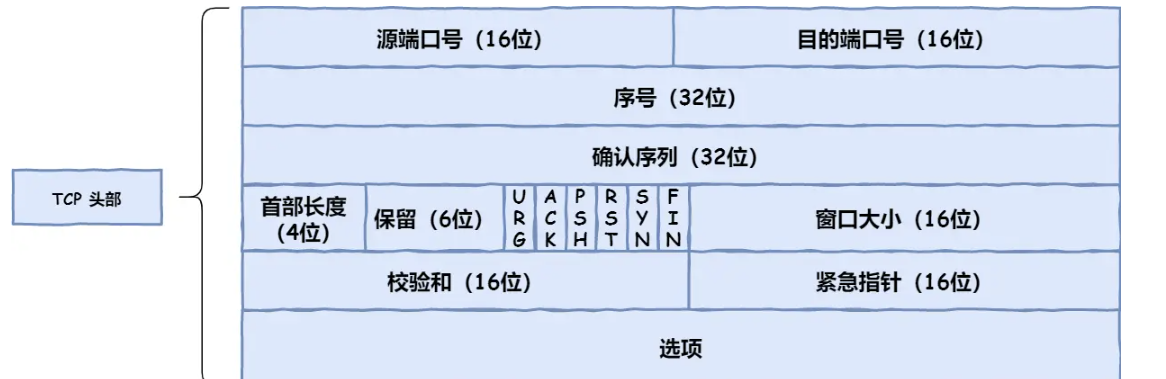 源端口号（16位）
目的端口号（16位）
序号（32位）
确认序列（32位）
TCP 头部
首部长度
（4位）
保留（6位）
URG
ACK
PSH
RST
SYN
FIN
窗口大小（16位）
校验和（16位）
紧急指针（16位）
选项